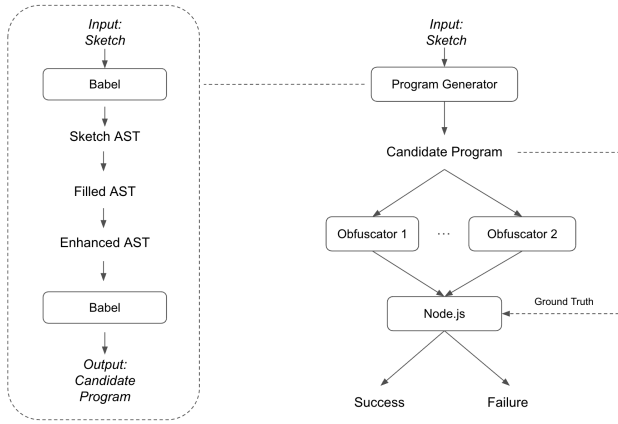 Input:
Sketch
Babel
Sketch AST
Filled AST
Enhanced AST
Babel
Output:
Candidate
Program
Input:
Sketch
Program Generator
Candidate Program
Obfuscator 1
...
Obfuscator 2
Ground Truth
Node.js
Success
Failure